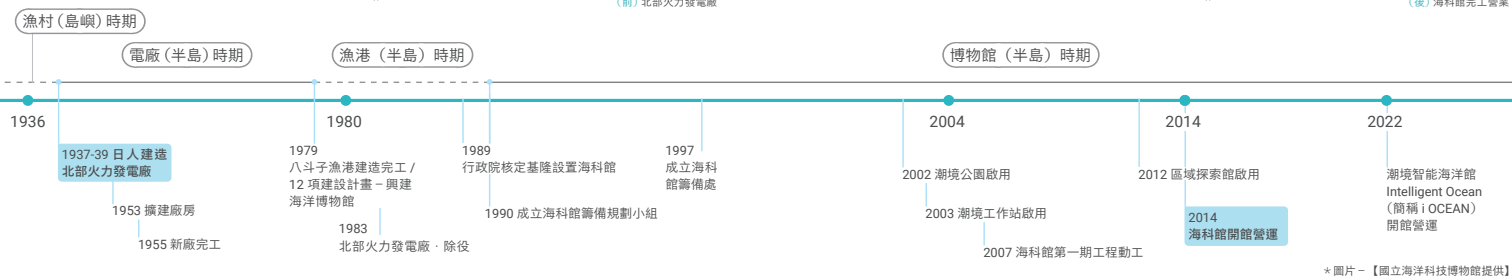 (前) 北部火力發電廠
(後) 海科館完工營業
漁村 (島嶼) 時期
電廠 (半島) 時期
漁港 (半島) 時期
博物館 (半島) 時期
1936
1980
2004
2014
2022
1937-39 日人建造
北部火力發電廠
1953 擴建廠房
1955 新廠完工
1979
八斗子漁港建造完工 /
12 項建設計畫 – 興建
海洋博物館
1983
北部火力發電廠 · 除役
1989
行政院核定基隆設置海科館
1990 成立海科館籌備規劃小組
1997
成立海科
館籌備處
2002 潮境公園啟用
2003 潮境工作站啟用
2007 海科館第一期工程動工
2012 區域探索館啟用
2014
海科館開館營運
潮境智能海洋館
Intelligent Ocean
(簡稱 i OCEAN)
開館營運
*圖片 –【國立海洋科技博物館提供】